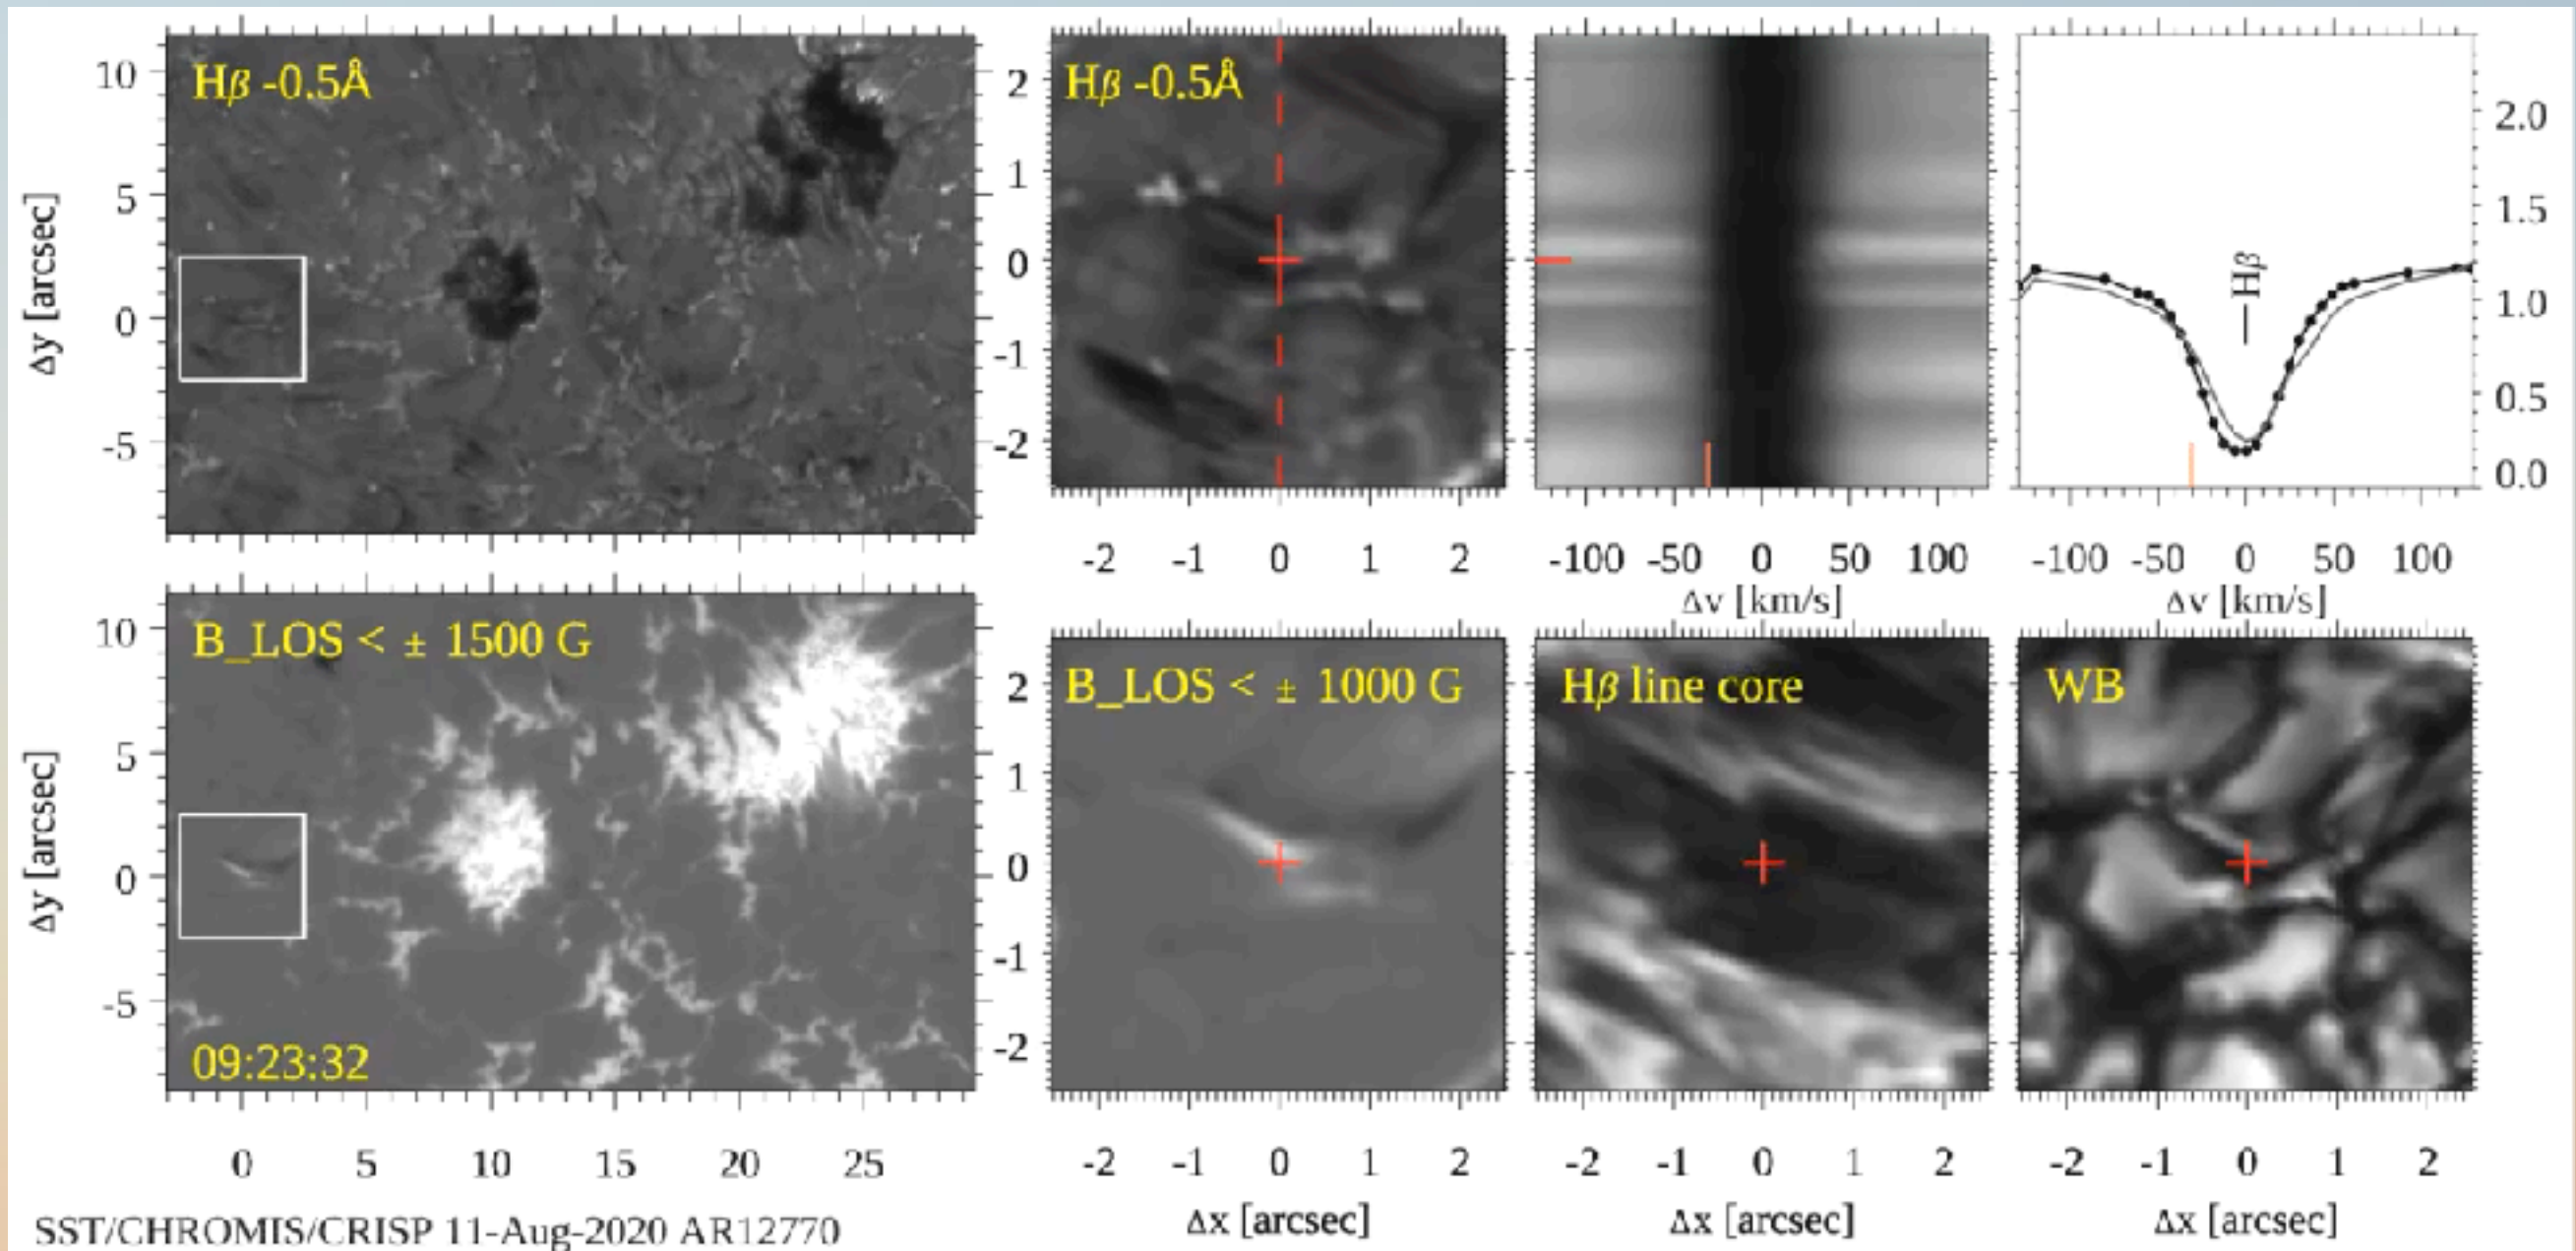 Hβ -0.5Å
10
5
0
-5
Δy [arcsec]
Hβ -0.5Å
2
1
0
-1
-2
-2 -1 0 1 2
-100 -50 0 50 100
Δv [km/s]
Hβ
2.0
1.5
1.0
0.5
0.0
-100 -50 0 50 100
Δv [km/s]
B_LOS < ± 1500 G
10
5
0
-5
Δy [arcsec]
09:23:32
0 5 10 15 20 25
B_LOS < ± 1000 G
2
1
0
-1
-2
-2 -1 0 1 2
Δx [arcsec]
Hβ line core
-2 -1 0 1 2
Δx [arcsec]
WB
-2 -1 0 1 2
Δx [arcsec]
SST/CHROMIS/CRISP 11-Aug-2020 AR12770